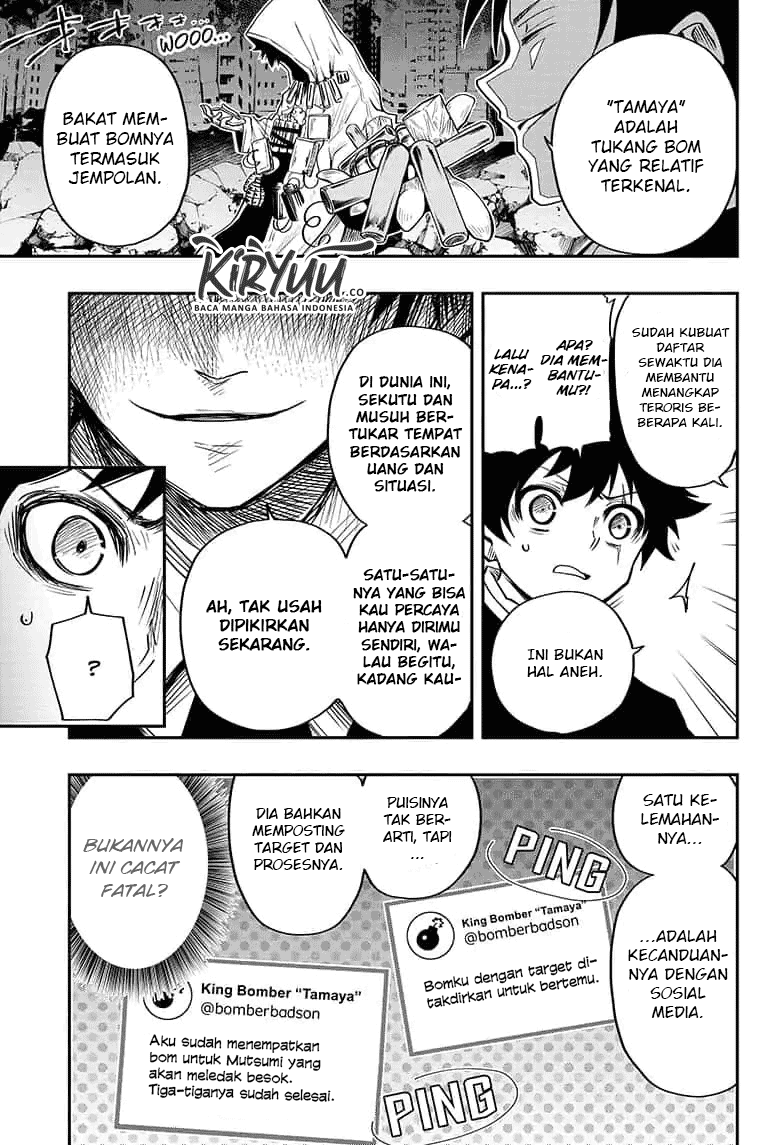 "TAMAYA"
ADALAH
TUKANG BOM
YANG RELATIF
TERKENAL.
WOOO...
BAKAT MEM-
BUAT BOMNYA
TERMASUK
JEMPOLAN.
KiRYUU.CO
BACA MANGA BAHASA INDONESIA
SUDAH KUBUAT
DAFTAR
SEWAKTU DIA
MEMBANTU
MENANGKAP
TERORIS BE-
BERAPA KALI.
APA?
DIA MEM-
BANTU-
MU?!
LALU
KENA-
PA...?
INI BUKAN
HAL ANEH.
DI DUNIA INI,
SEKUTU DAN
MUSUH BER-
TUKAR TEMPAT
BERDASARKAN
UANG DAN
SITUASI.
SATU-SATU-
NYA YANG BISA
KAU PERCAYA
HANYA DIRIMU
SENDIRI, WA-
LAU BEGITU,
KADANG KAU-
AH, TAK USAH
DIPIKIRKAN
SEKARANG.
?
SATU KE-
LEMAHAN-
NYA...
...ADALAH
KECANDUAN-
NYA DENGAN
SOSIAL
MEDIA.
PING
King Bomber "Tamaya"
@bomberbadson
Bomku dengan target di-
takdirkan untuk bertemu.
PUISINYA
TAK BER-
ARTI, TAPI
...
DIA BAHKAN
MEMPOSTING
TARGET DAN
PROSESNYA.
King Bomber "Tamaya"
@bomberbadson
Aku sudah menempatkan
bom untuk Mutsumi yang
akan meledak besok.
Tiga-tiganya sudah selesai.
PING
BUKANNYA
INI CACAT
FATAL?